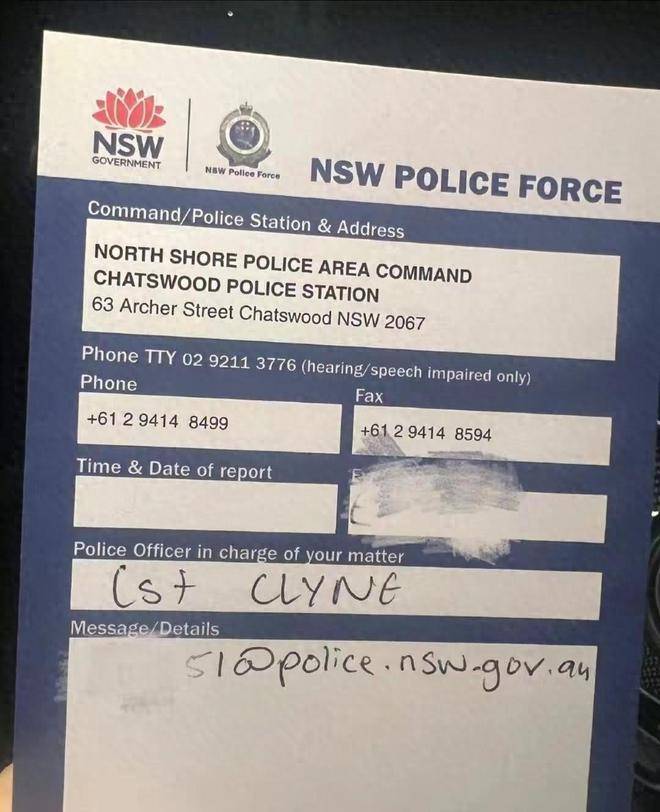 NSW
GOVERNMENT
NSW Police Force
NSW POLICE FORCE
Command/Police Station & Address
NORTH SHORE POLICE AREA COMMAND
CHATSWOOD POLICE STATION
63 Archer Street Chatswood NSW 2067
Phone TTY 02 9211 3776 (hearing/speech impaired only)
Phone
Fax
+61 2 9414 8499
+61 2 9414 8594
Time & Date of report
Police Officer in charge of your matter
Cst CLYNE
Message/Details
51@police.nsw.gov.au